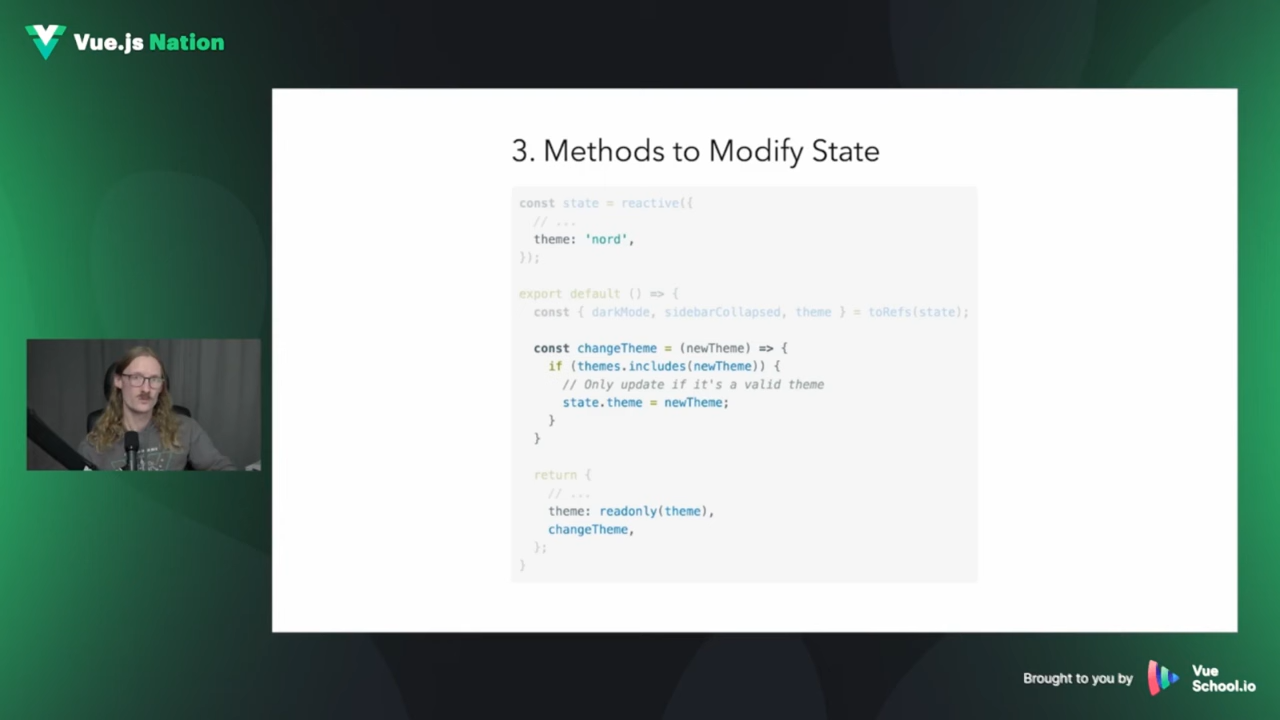 Vue.js Nation
3. Methods to Modify State
const state = reactive({
// ...
theme: 'nord',
});
export default () => {
const { darkMode, sidebarCollapsed, theme } = toRefs(state);
const changeTheme = (newTheme) => {
if (themes.includes(newTheme)) {
// Only update if it's a valid theme
state.theme = newTheme;
}
}
return {
// ...
theme: readonly(theme),
changeTheme,
};
}
Brought to you by
Vue
School.io